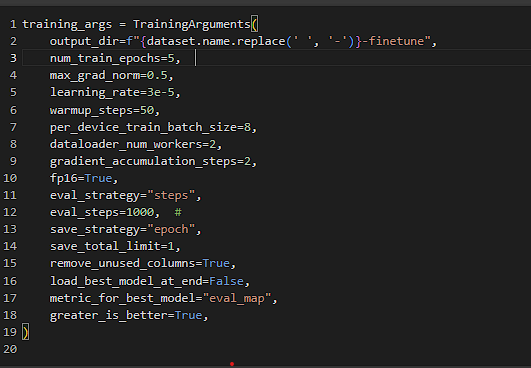 1 training_args = TrainingArguments(
2     output_dir=f"{dataset.name.replace(' ', '-')}-finetune",
3     num_train_epochs=5,
4     max_grad_norm=0.5,
5     learning_rate=3e-5,
6     warmup_steps=50,
7     per_device_train_batch_size=8,
8     dataloader_num_workers=2,
9     gradient_accumulation_steps=2,
10     fp16=True,
11     eval_strategy="steps",
12     eval_steps=1000,  #
13     save_strategy="epoch",
14     save_total_limit=1,
15     remove_unused_columns=True,
16     load_best_model_at_end=False,
17     metric_for_best_model="eval_map",
18     greater_is_better=True,
19 )
20